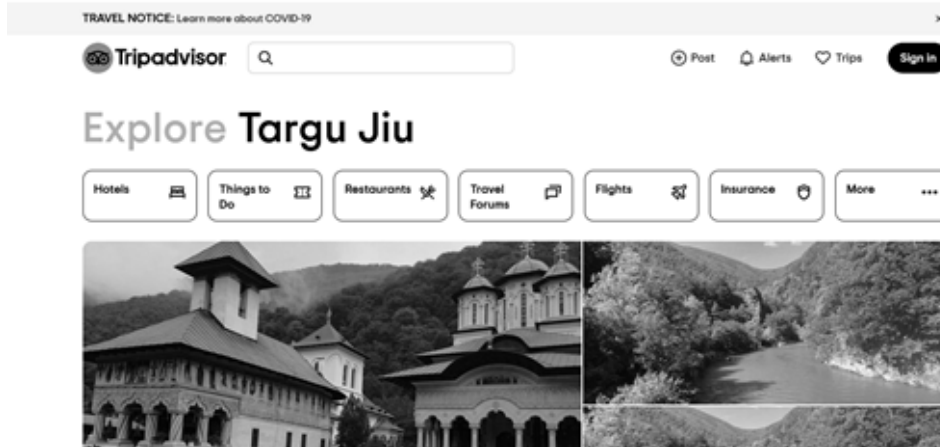 TRAVEL NOTICE: Learn more about COVID-19
Tripadvisor
Post
Alerts
Trips
Sign in
Explore Targu Jiu
Hotels
Things to
Do
Restaurants
Travel
Forums
Flights
Insurance
More